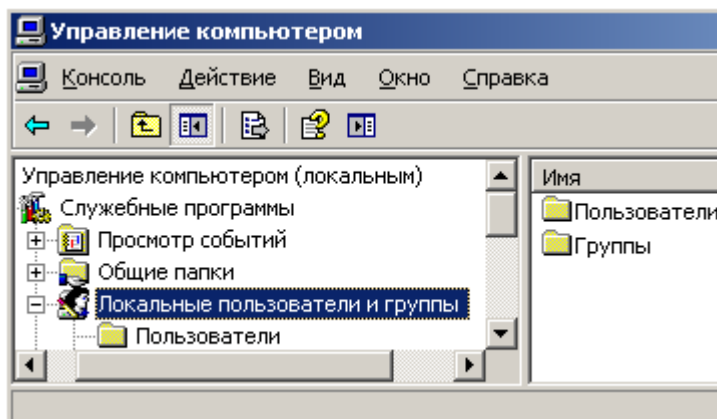 Управление компьютером
Консоль Действие Вид Окно Справка
Управление компьютером (локальным)
Служебные программы
Просмотр событий
Общие папки
Локальные пользователи и группы
Пользователи
Имя
Пользователи
Группы